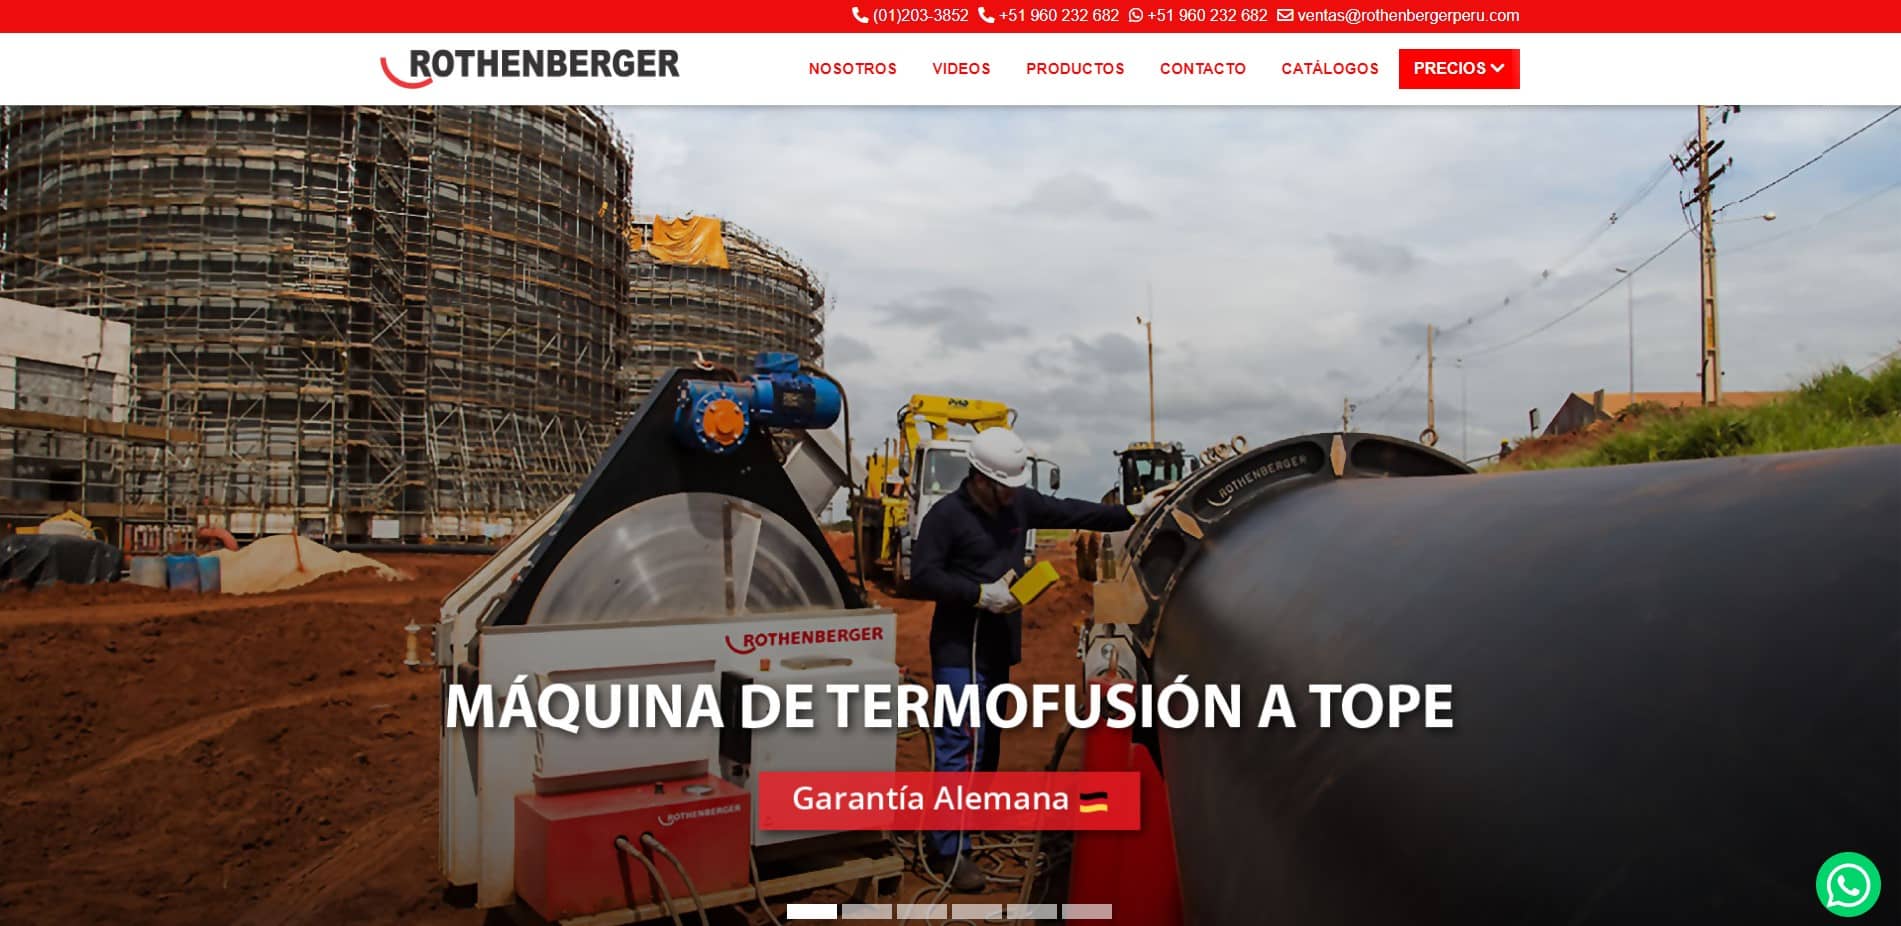 (01)203-3852 +51 960 232 682 +51 960 232 682 ventas@rothenbergerperu.com
ROTHENBERGER
NOSOTROS VIDEOS PRODUCTOS CONTACTO CATÁLOGOS PRECIOS
ROTHENBERGER
ROTHENBERGER
MÁQUINA DE TERMOFUSIÓN A TOPE
Garantía Alemana
ROTHENBERGER